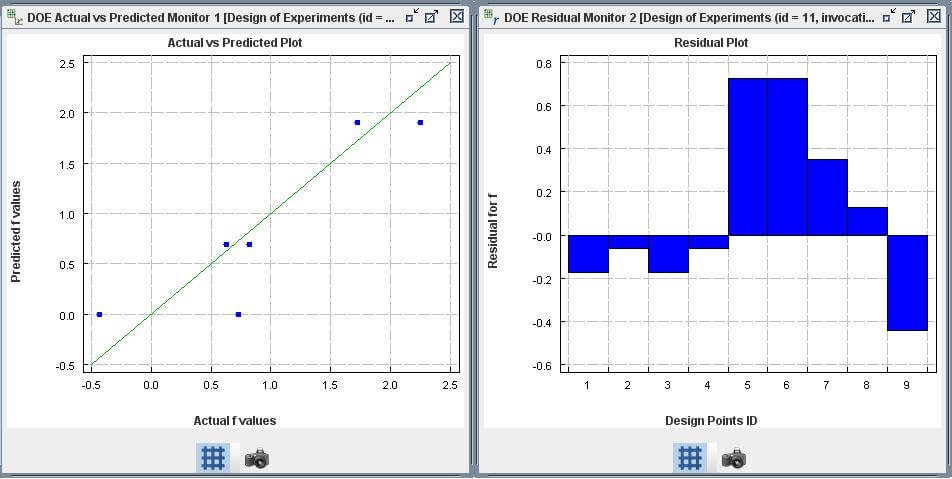 DOE Actual vs Predicted Monitor 1 [Design of Experiments (id = ...
Actual vs Predicted Plot
2.5
2.0
1.5
1.0
0.5
0.0
-0.5
-0.5 0.0 0.5 1.0 1.5 2.0 2.5
Predicted f values
Actual f values
DOE Residual Monitor 2 [Design of Experiments (id = 11, invocati...
Residual Plot
0.8
0.6
0.4
0.2
-0.0
-0.2
-0.4
-0.6
1 2 3 4 5 6 7 8 9
Residual for f
Design Points ID